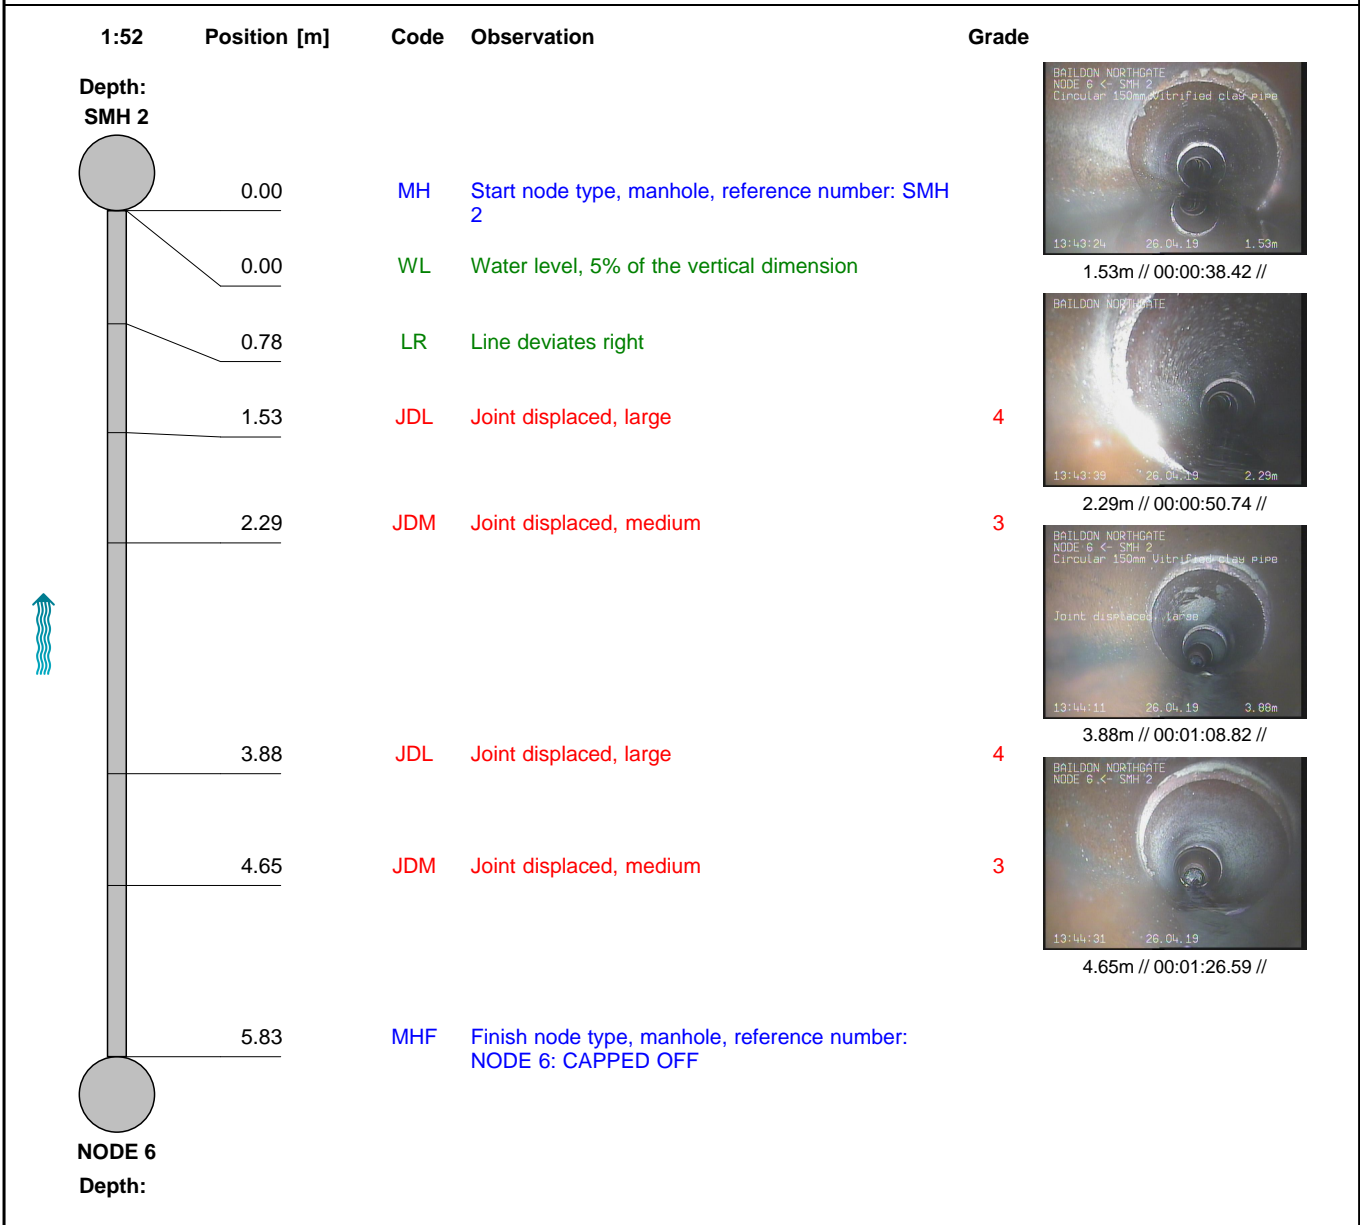 1:52 Position [m] Code Observation Grade
Depth:
SMH 2
0.00 MH Start node type, manhole, reference number: SMH
2
0.00 WL Water level, 5% of the vertical dimension
0.78 LR Line deviates right
1.53 JDL Joint displaced, large 4
2.29 JDM Joint displaced, medium 3
3.88 JDL Joint displaced, large 4
4.65 JDM Joint displaced, medium 3
5.83 MHF Finish node type, manhole, reference number:
NODE 6: CAPPED OFF
NODE 6
Depth:
BAILDON NORTHGATE
NODE 6 <- SMH 2
Circular 150mm Vitrified clay pipe
13:43:24 26.04.19 1.53m
1.53m // 00:00:38.42 //
BAILDON NORTHGATE
13:43:39 26.04.19 2.29m
2.29m // 00:00:50.74 //
BAILDON NORTHGATE
NODE 6 <- SMH 2
Circular 150mm Vitrified clay pipe
Joint displaced, large
13:44:11 26.04.19 3.88m
3.88m // 00:01:08.82 //
BAILDON NORTHGATE
NODE 6 <- SMH 2
13:44:31 26.04.19
4.65m // 00:01:26.59 //